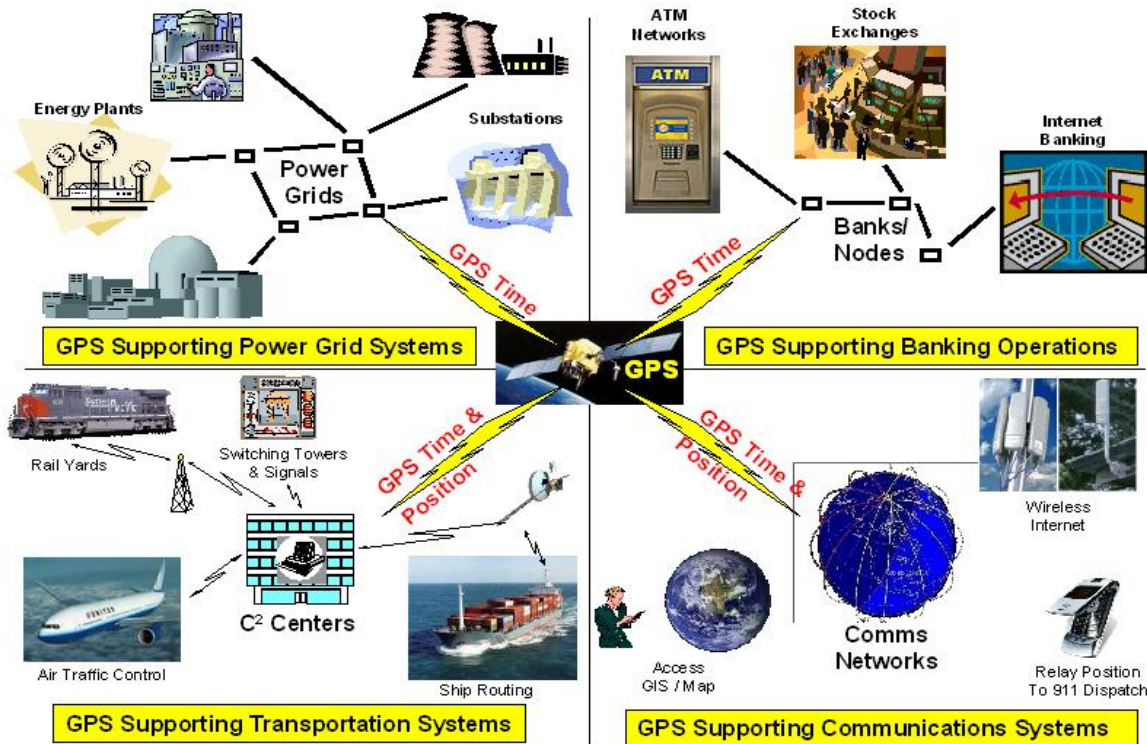 Energy Plants
Power
Grids
Substations
GPS Time
GPS Supporting Power Grid Systems
ATM
Networks
ATM
Stock
Exchanges
Internet
Banking
Banks/
Nodes
GPS Time
GPS Supporting Banking Operations
GPS
Rail Yards
Switching Towers
& Signals
GPS Time &
Position
C² Centers
Air Traffic Control
Ship Routing
GPS Supporting Transportation Systems
GPS Time &
Position
Wireless
Internet
Access
GIS / Map
Comms
Networks
Relay Position
To 911 Dispatch
GPS Supporting Communications Systems